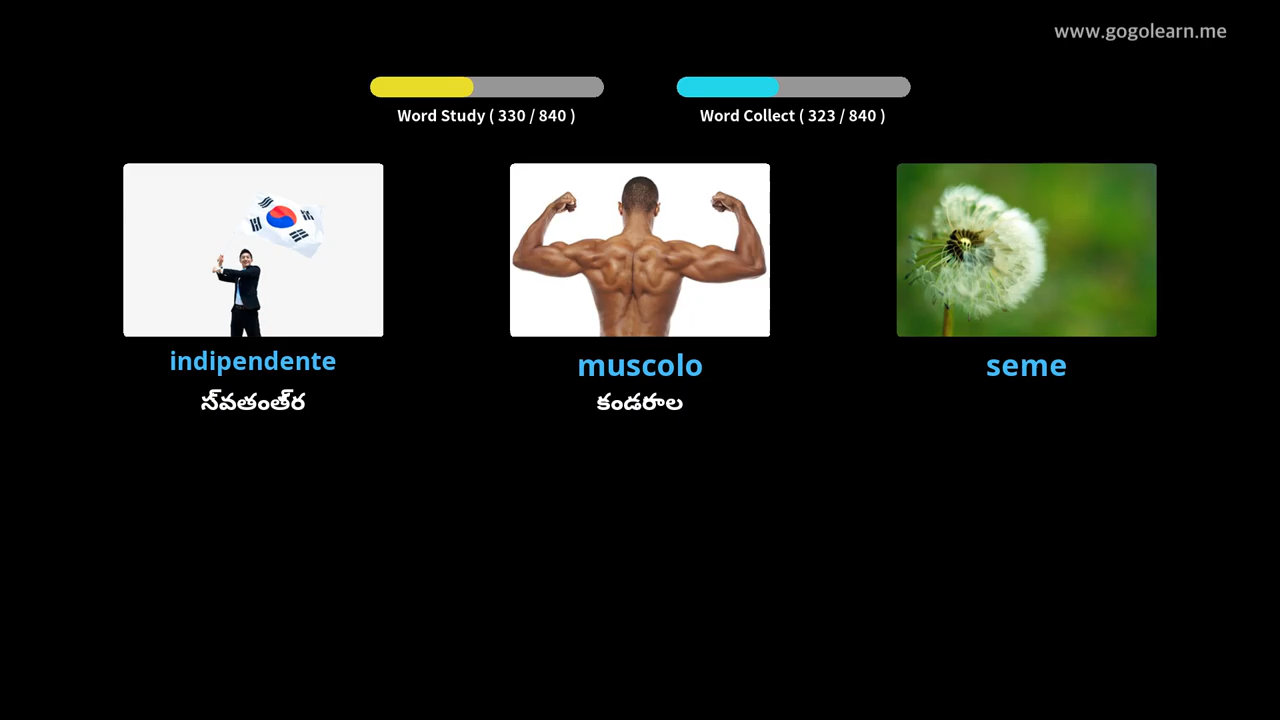 www.gogolearn.me
Word Study ( 330 / 840 )
Word Collect ( 323 / 840 )
indipendente
muscolo
seme
స్వతంత్ర
కండరాల